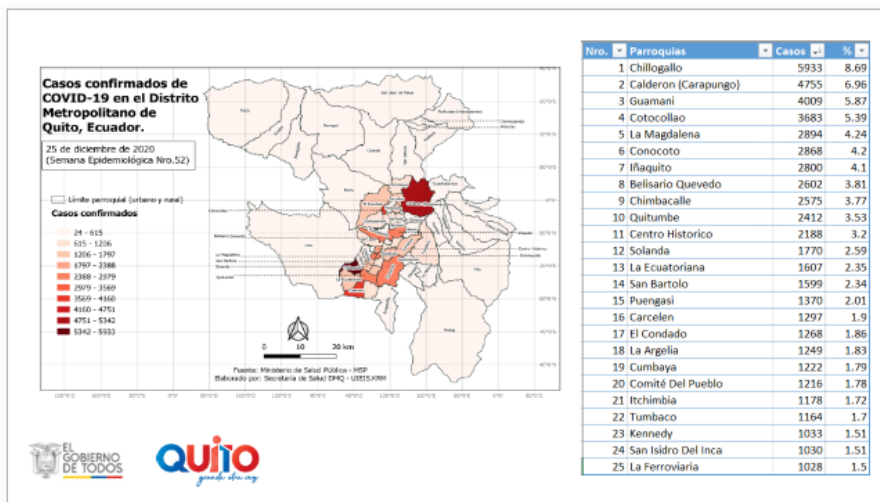 Casos confirmados de
COVID-19 en el Distrito
Metropolitano de
Quito, Ecuador.
25 de diciembre de 2020
(Semana Epidemiológica Nro.52)
Límite parroquial (urbano y rural)
Casos confirmados
24 - 615
615 - 1206
1206 - 1797
1797 - 2388
2388 - 2979
2979 - 3569
3569 - 4160
4160 - 4751
4751 - 5342
5342 - 5933
0 10 20 km
Fuente: Ministerio de Salud Pública - MSP
Elaborado por: Secretaría de Salud DMQ - UIEIS.KRM
EL
GOBIERNO
DE TODOS
QUITO
grande otra vez
Nro. Parroquias Casos %
1 Chillogallo 5933 8.69
2 Calderon (Carapungo) 4755 6.96
3 Guamani 4009 5.87
4 Cotocollao 3683 5.39
5 La Magdalena 2894 4.24
6 Conocoto 2868 4.2
7 Iñaquito 2800 4.1
8 Belisario Quevedo 2602 3.81
9 Chimbacalle 2575 3.77
10 Quitumbe 2412 3.53
11 Centro Historico 2188 3.2
12 Solanda 1770 2.59
13 La Ecuatoriana 1607 2.35
14 San Bartolo 1599 2.34
15 Puengasi 1370 2.01
16 Carcelen 1297 1.9
17 El Condado 1268 1.86
18 La Argelia 1249 1.83
19 Cumbaya 1222 1.79
20 Comité Del Pueblo 1216 1.78
21 Itchimbia 1178 1.72
22 Tumbaco 1164 1.7
23 Kennedy 1033 1.51
24 San Isidro Del Inca 1030 1.51
25 La Ferroviaria 1028 1.5